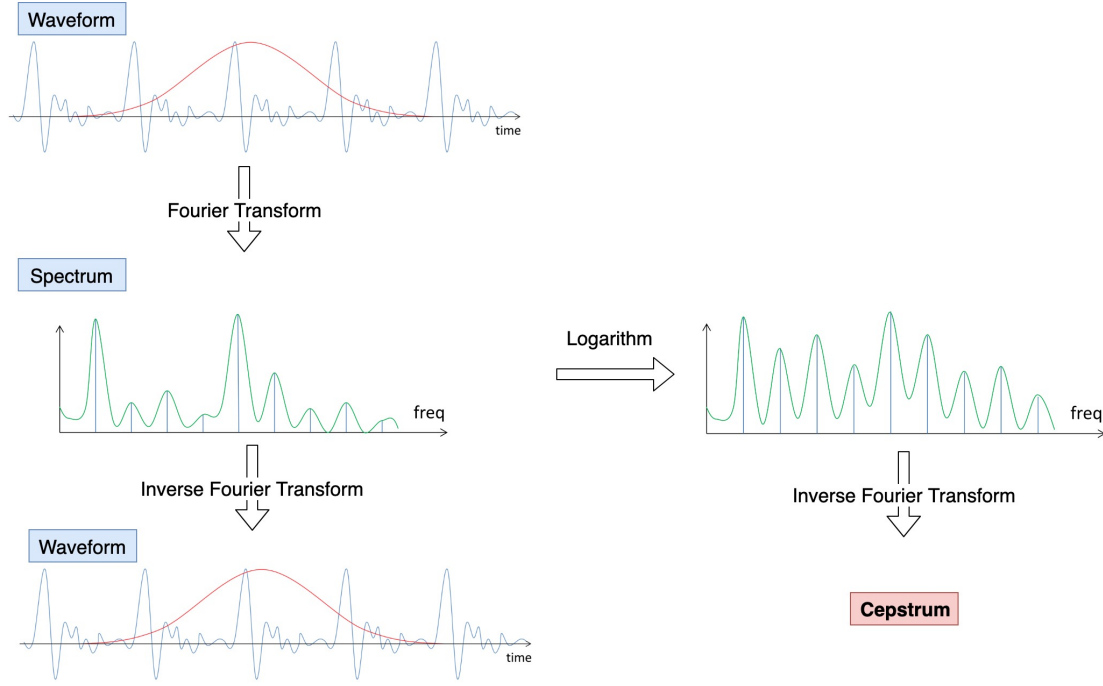 Waveform
time
Fourier Transform
Spectrum
freq
Logarithm
freq
Inverse Fourier Transform
Inverse Fourier Transform
Waveform
time
Cepstrum